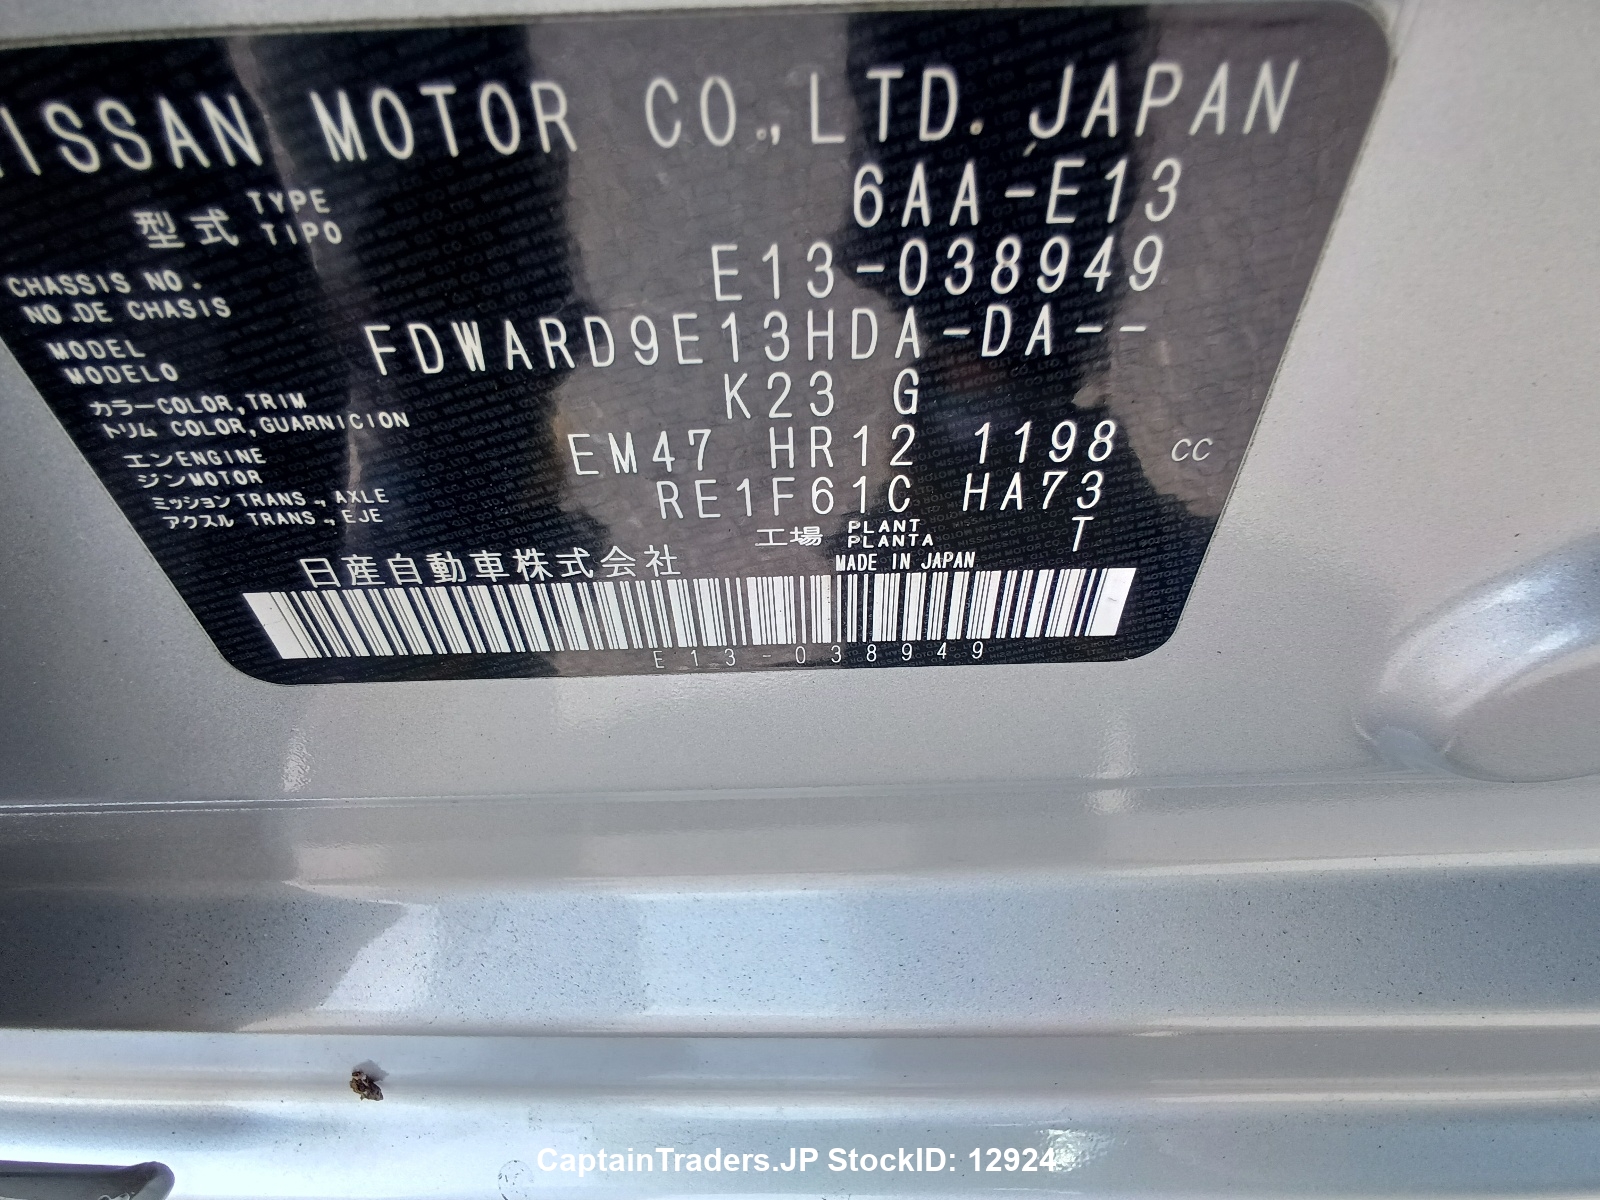 NISSAN MOTOR CO., LTD. JAPAN
型式 TYPE TIPO 6AA-E13
CHASSIS NO.
NO.DE CHASIS E13-038949
MODEL
MODELO FDWARD9E13HDA-DA--
カラー COLOR,TRIM
トリム COLOR,GUARNICION K23 G
エン ENGINE
ジン MOTOR EM47 HR12 1198 CC
ミッション TRANS., AXLE
アクスル TRANS., EJE RE1F61C HA73
工場 PLANT PLANTA T
日産自動車株式会社 MADE IN JAPAN
E13-038949
CaptainTraders.JP StockID: 12924